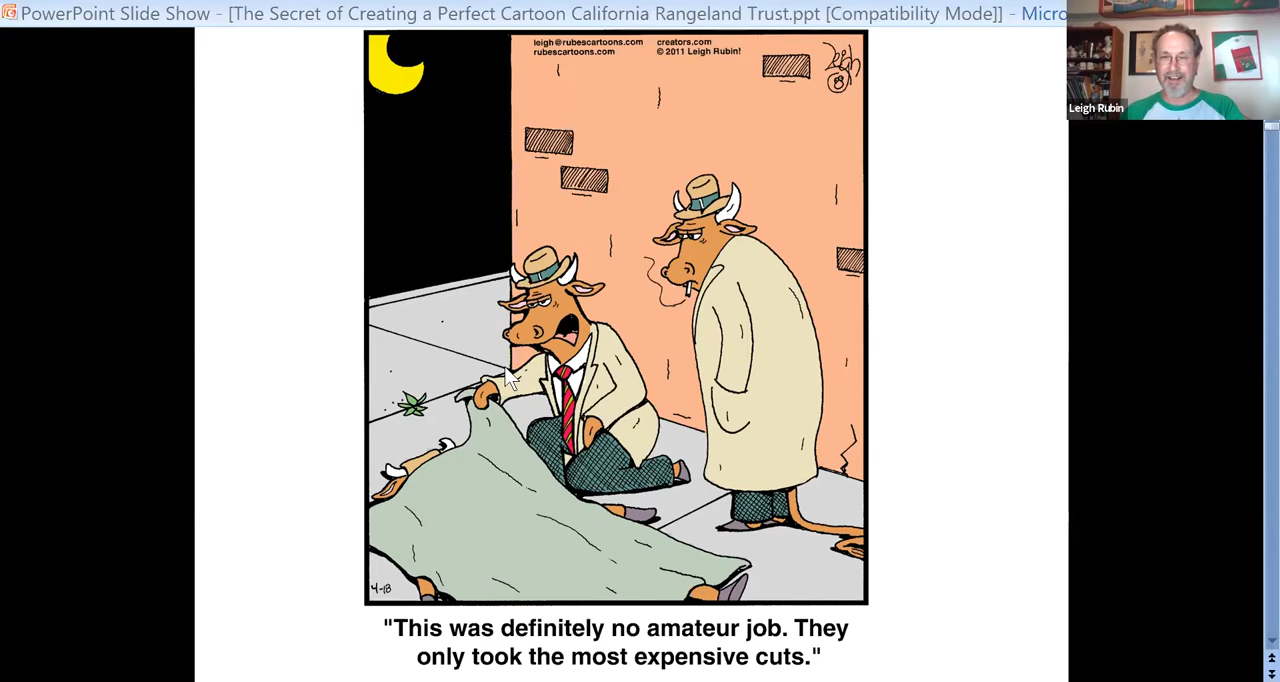 PowerPoint Slide Show - [The Secret of Creating a Perfect Cartoon California Rangeland Trust.ppt [Compatibility Mode]] - Micro
leigh@rubescartoons.com creators.com
rubescartoons.com © 2011 Leigh Rubin!
Leigh
Leigh Rubin
4-18
"This was definitely no amateur job. They
only took the most expensive cuts."